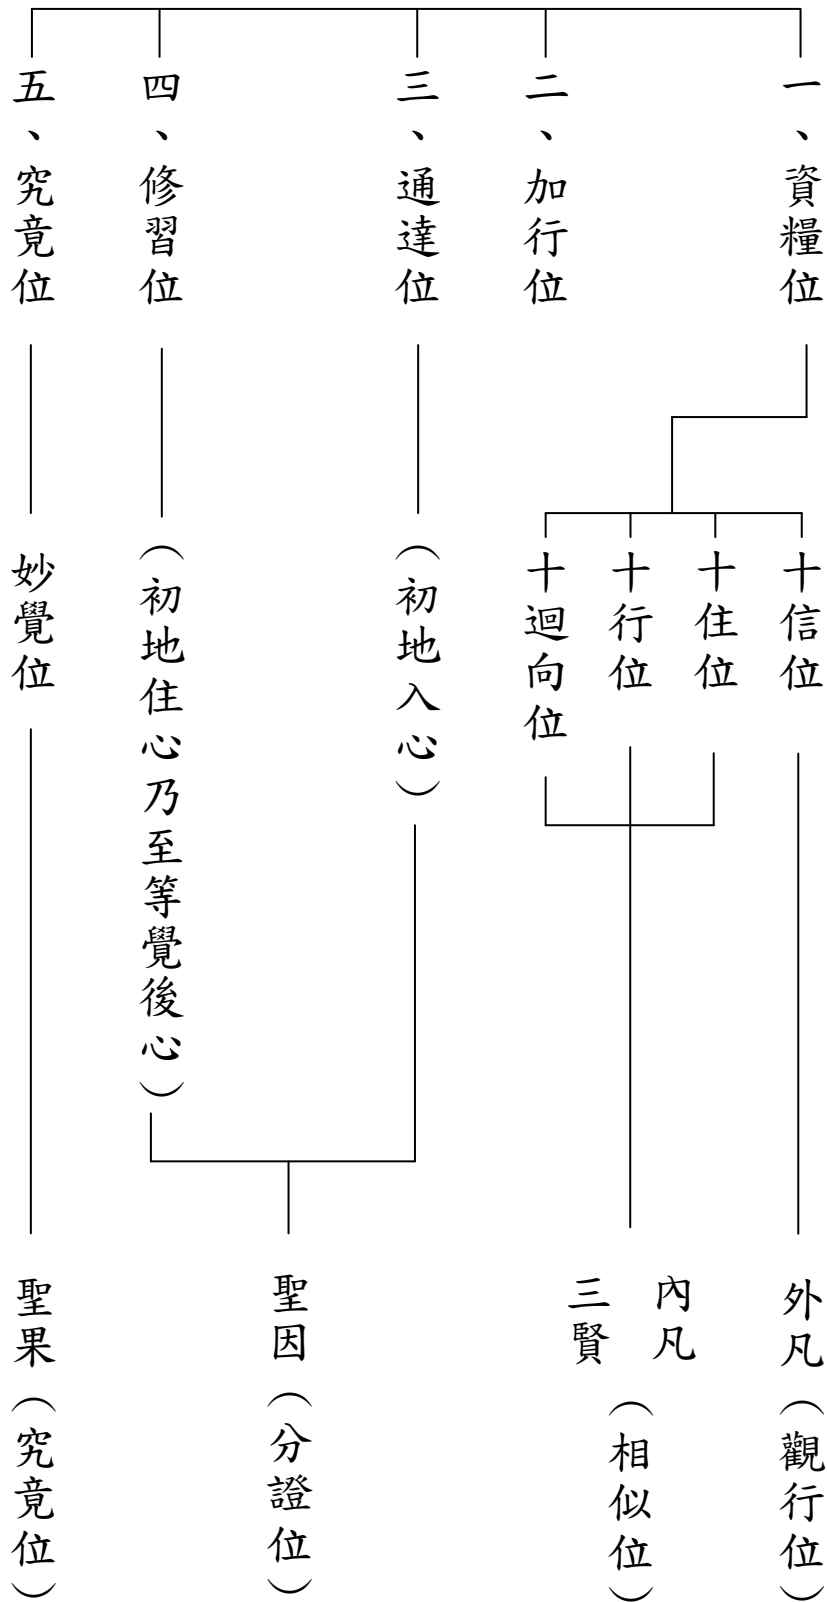 一、資糧位
二、加行位
三、通達位
四、修習位
五、究竟位
十信位
十住位
十行位
十迴向位
（初地入心）
（初地住心乃至等覺後心）
妙覺位
外凡（觀行位）
內凡
三賢
（相似位）
聖因（分證位）
聖果（究竟位）